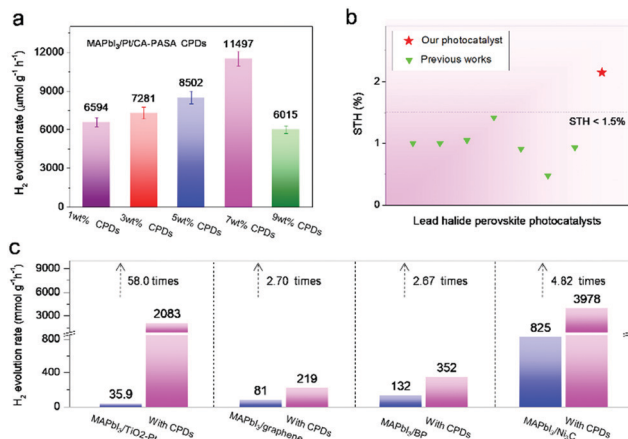 a
H₂ evolution rate (μmol g⁻¹h⁻¹)
12000
9000
6000
3000
0
MAPbI₃/Pt/CA-PASA CPDs
6594
7281
8502
11497
6015
1wt% CPDs
3wt% CPDs
5wt% CPDs
7wt% CPDs
9wt% CPDs
b
STH (%)
2
1
0
Our photocatalyst
Previous works
STH < 1.5%
Lead halide perovskite photocatalysts
c
H₂ evolution rate (mmol g⁻¹h⁻¹)
9000
6000
3000
800
400
0
58.0 times
2.70 times
2.67 times
4.82 times
35.9
2083
81
219
132
352
825
3978
MAPbI₃/TiO2-Pt
With CPDs
MAPbI₃/graphene
With CPDs
MAPbI₃/BP
With CPDs
MAPbI₃/Ni₃C
With CPDs